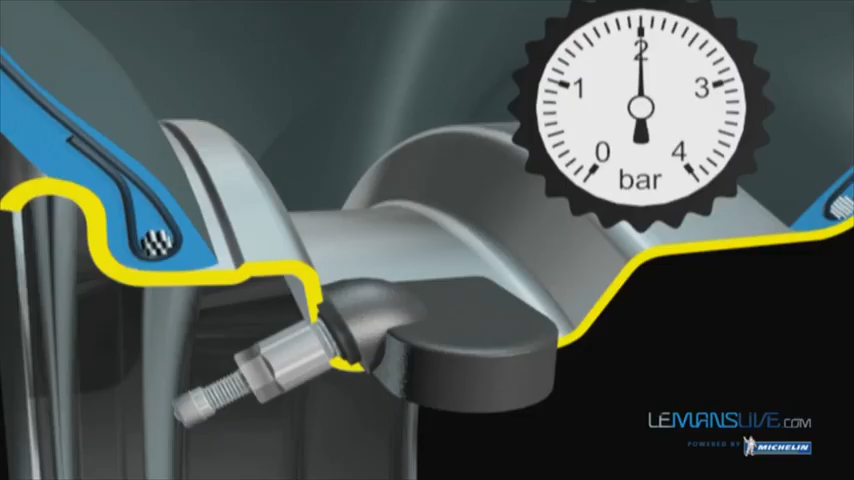 2
1 3
0 4
bar
LEMANSLIVE.COM
POWERED BY MICHELIN